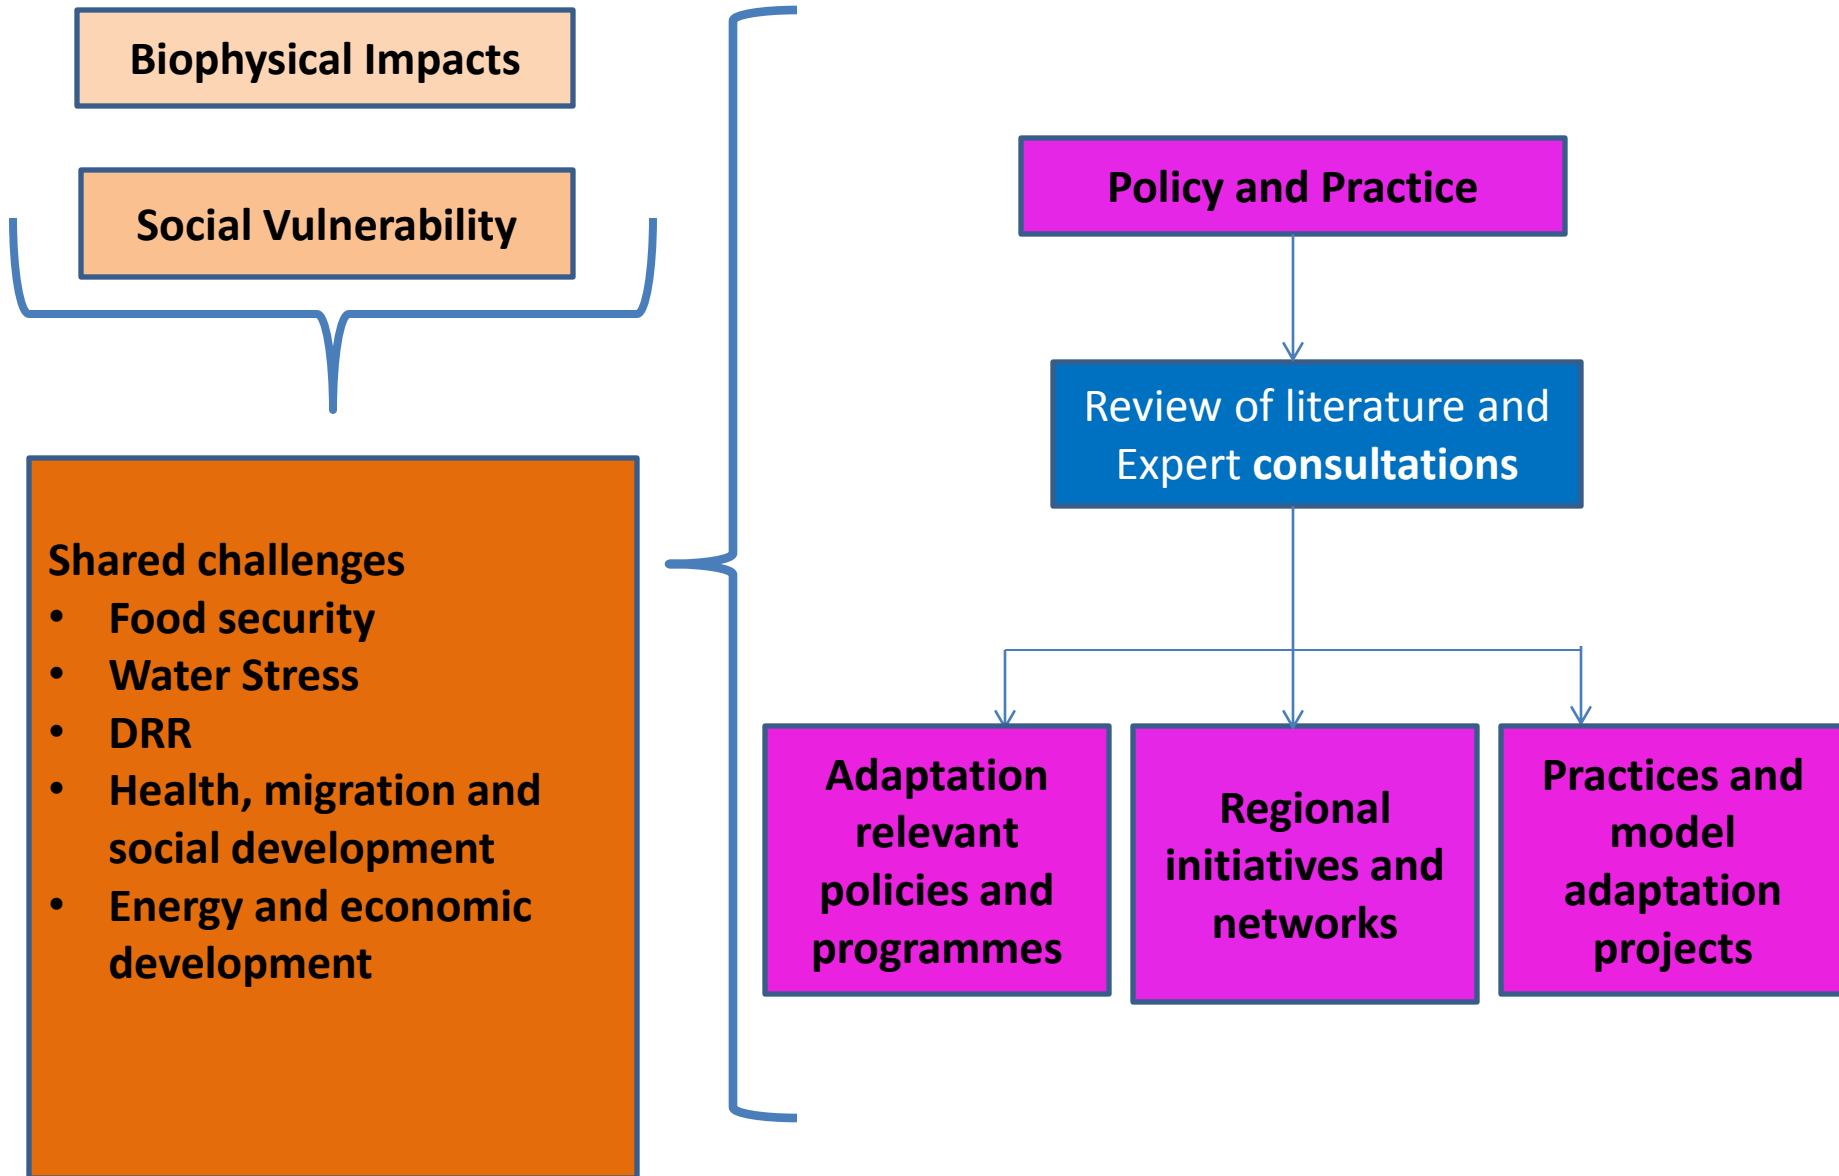 Biophysical Impacts
Social Vulnerability
Shared challenges
• Food security
• Water Stress
• DRR
• Health, migration and
social development
• Energy and economic
development
Policy and Practice
Review of literature and
Expert consultations
Adaptation
relevant
policies and
programmes
Regional
initiatives and
networks
Practices and
model
adaptation
projects